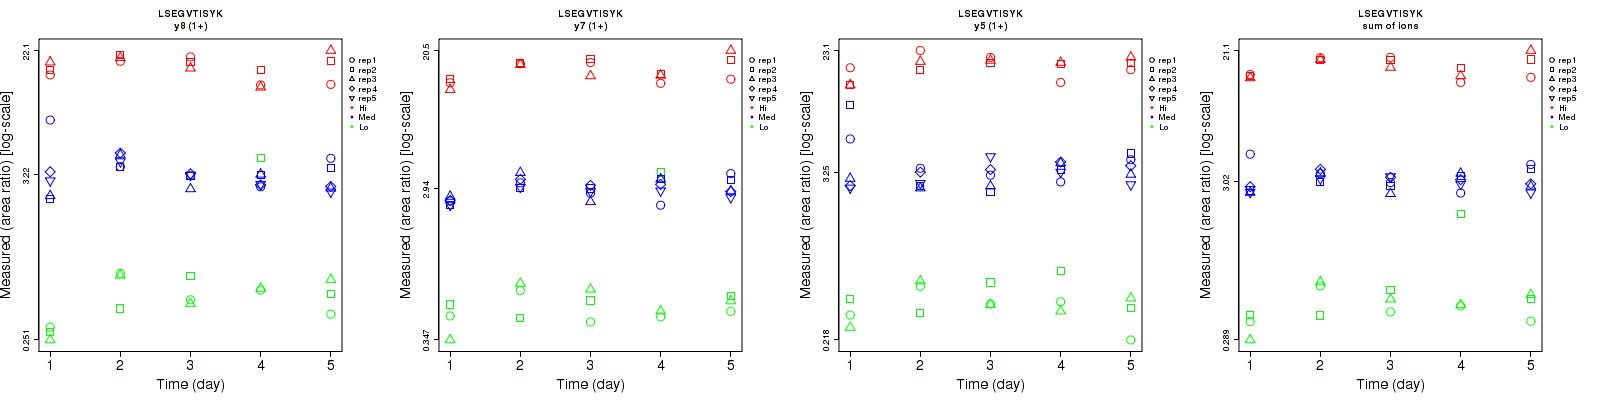 LSEGVTISYK
y8 (1+)
Measured (area ratio) [log-scale]
22.1
3.22
0.251
1 2 3 4 5
Time (day)
rep1
rep2
rep3
rep4
rep5
Hi
Med
Lo
LSEGVTISYK
y7 (1+)
Measured (area ratio) [log-scale]
20.5
2.94
0.347
1 2 3 4 5
Time (day)
rep1
rep2
rep3
rep4
rep5
Hi
Med
Lo
LSEGVTISYK
y5 (1+)
Measured (area ratio) [log-scale]
23.1
3.25
0.218
1 2 3 4 5
Time (day)
rep1
rep2
rep3
rep4
rep5
Hi
Med
Lo
LSEGVTISYK
sum of ions
Measured (area ratio) [log-scale]
21.1
3.02
0.289
1 2 3 4 5
Time (day)
rep1
rep2
rep3
rep4
rep5
Hi
Med
Lo